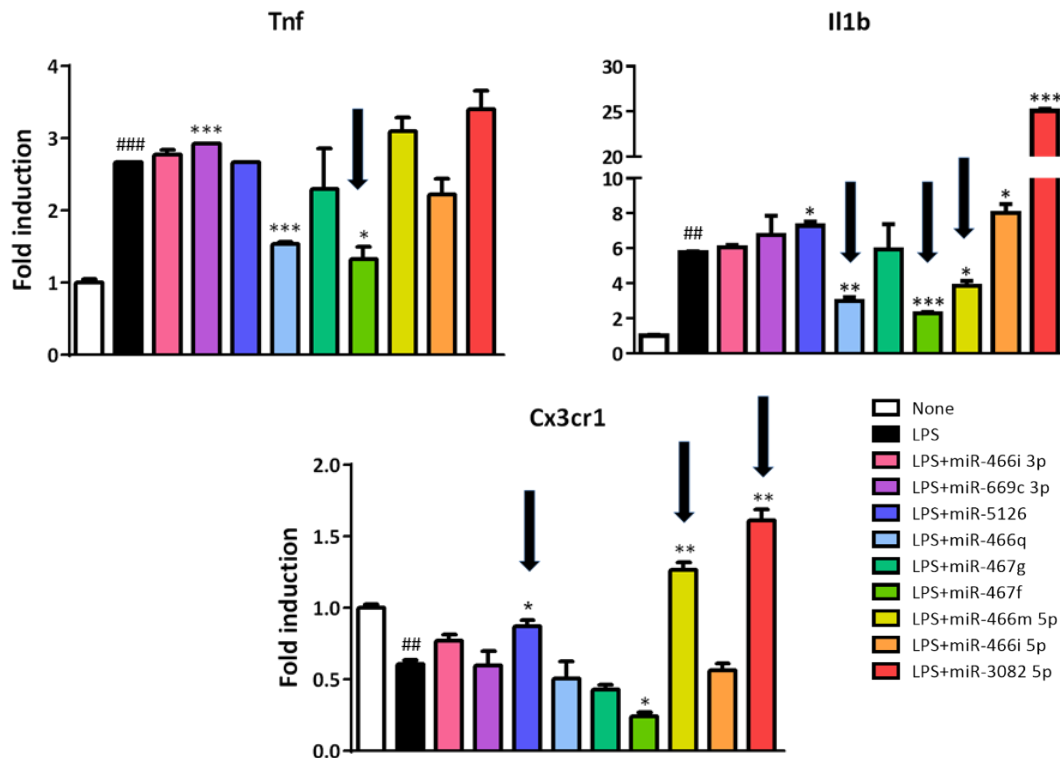 Tnf
Fold induction
4
3
2
1
0
###
***
***
*
Il1b
30
25
20
10
8
6
4
2
0
##
*
**
***
*
*
***
Cx3cr1
Fold induction
2.0
1.5
1.0
0.5
0.0
##
*
*
**
**
None
LPS
LPS+miR-466i 3p
LPS+miR-669c 3p
LPS+miR-5126
LPS+miR-466q
LPS+miR-467g
LPS+miR-467f
LPS+miR-466m 5p
LPS+miR-466i 5p
LPS+miR-3082 5p